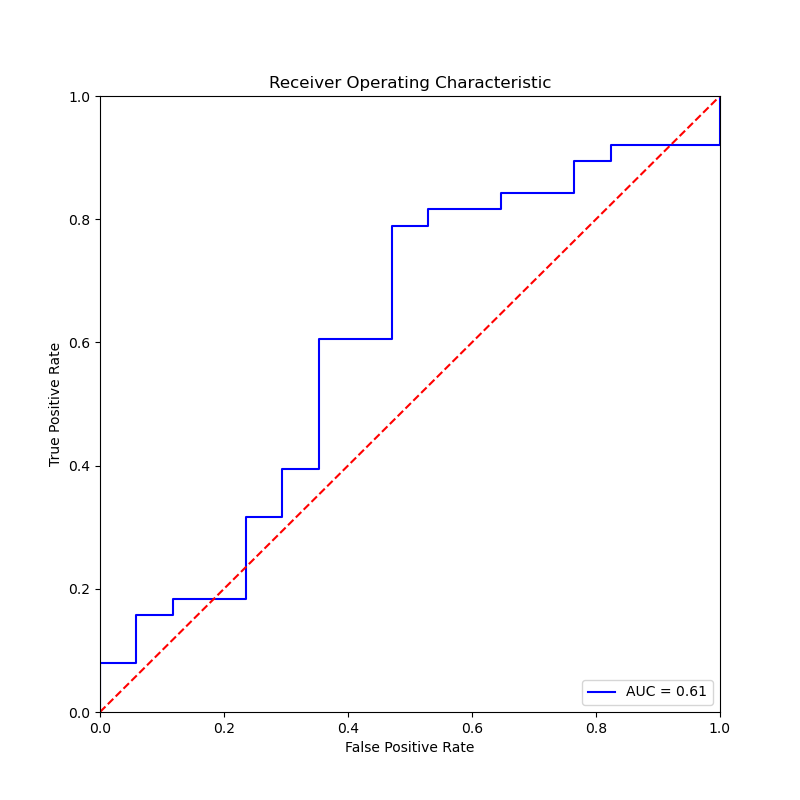 Receiver Operating Characteristic
1.0
0.8
0.6
0.4
0.2
0.0
True Positive Rate
AUC = 0.61
0.0 0.2 0.4 0.6 0.8 1.0
False Positive Rate